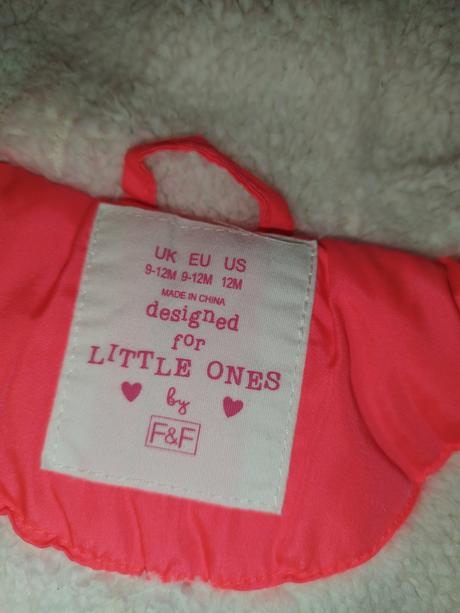 UK EU US
9-12M 9-12M 12M
MADE IN CHINA
designed
for
LITTLE ONES
by
F&F